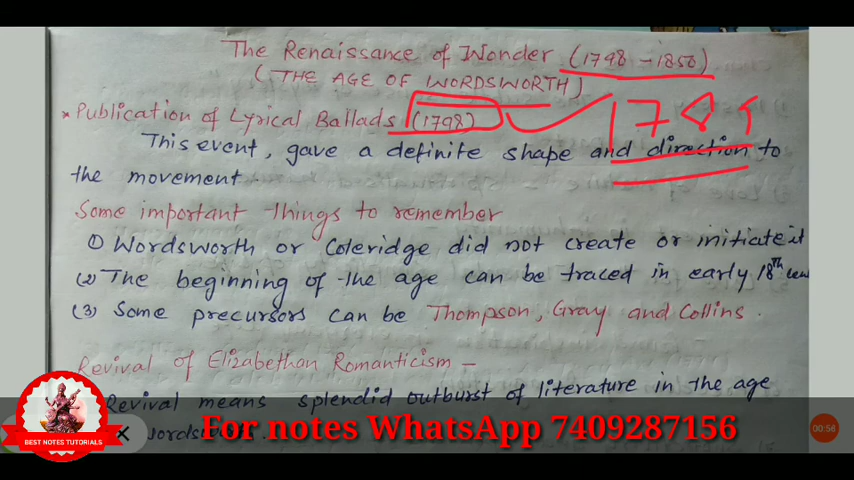 The Renaissance of Wonder (1798 - 1850)
(THE AGE OF WORDSWORTH)
* Publication of Lyrical Ballads (1798)
1789
This event, gave a definite shape and direction to
the movement
Some important things to remember
① Wordsworth or Coleridge did not create or initiate it
(2) The beginning of the age can be traced in early 18th cen
(3) Some precursors can be Thompson, Gray and Collins.
Revival of Elizabethan Romanticism -
Revival means splendid outburst of literature in the age
For notes WhatsApp 7409287156
BEST NOTES TUTORIALS
00:56